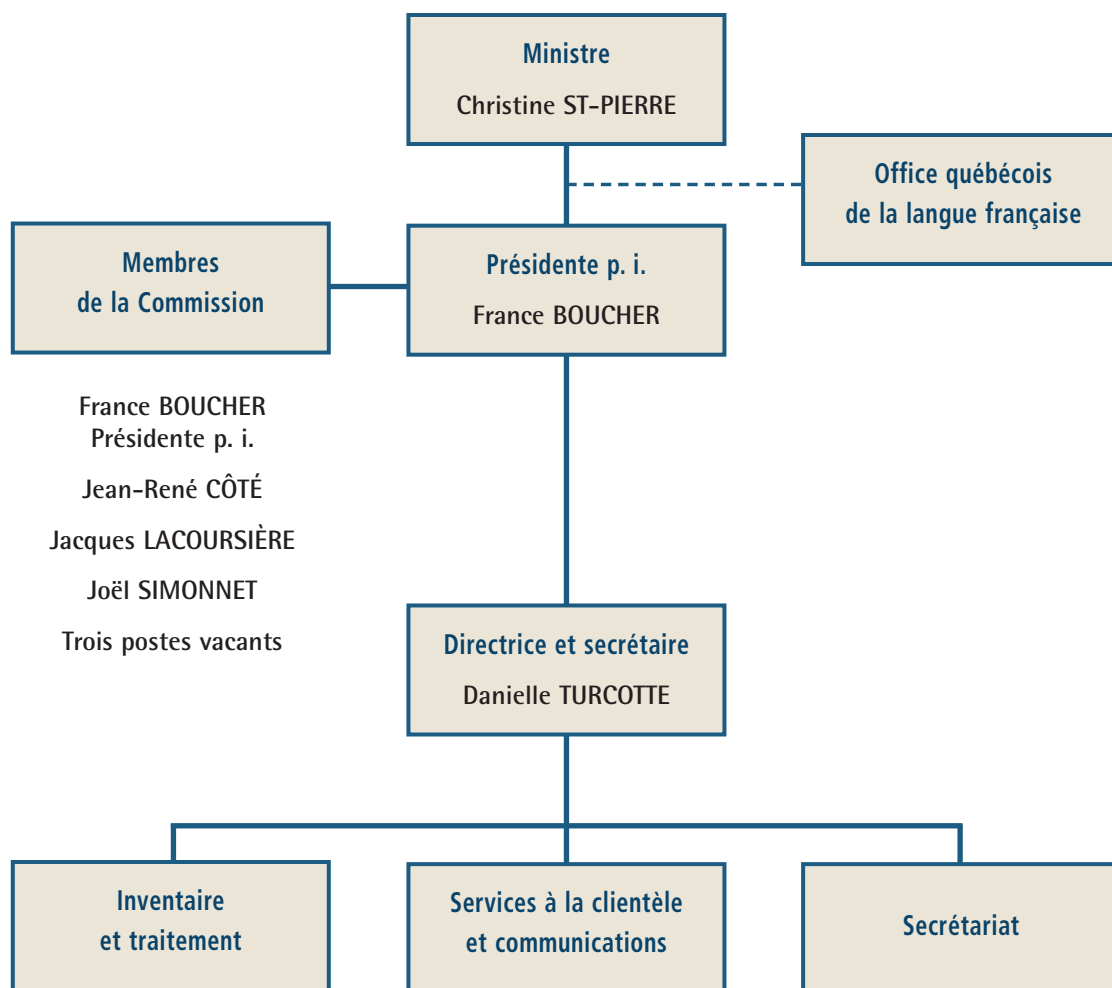 Ministre
Christine ST-PIERRE
Office québécois
de la langue française
Membres
de la Commission
Présidente p. i.
France BOUCHER
France BOUCHER
Présidente p. i.
Jean-René CÔTÉ
Jacques LACOURSIÈRE
Joël SIMONNET
Trois postes vacants
Directrice et secrétaire
Danielle TURCOTTE
Inventaire
et traitement
Services à la clientèle
et communications
Secrétariat